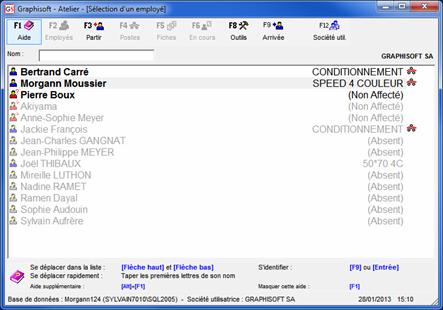 GS Graphisoft - Atelier - [Sélection d'un employé]
F1 F2 F3 F4 F5 F6 F8 F9 F12
Aide Employés Partir Postes Fiches En cours Outils Arrivée Société util.
Nom : GRAPHISOFT SA
Bertrand Carré CONDITIONNEMENT
Morgann Moussier SPEED 4 COULEUR
Pierre Boux (Non Affecté)
Akiyama (Non Affecté)
Anne-Sophie Meyer (Non Affecté)
Jackie François CONDITIONNEMENT
Jean-Charles GANGNAT (Absent)
Jean-Philippe MEYER (Absent)
Joël THIBAUX 50*70 4C
Mireille LUTHON (Absent)
Nadine RAMET (Absent)
Ramen Dayal (Absent)
Sophie Audouin (Absent)
Sylvain Aufrère (Absent)
Se déplacer dans la liste : [Flèche haut] et [Flèche bas] S'identifier : [F9] ou [Entrée]
Se déplacer rapidement : Taper les premières lettres de son nom
Aide supplémentaire : [Alt]+[F1] Masquer cette aide : [F1]
Base de données : Morgann124 (SYLVAIN7010\SQL2005) - Société utilisatrice : GRAPHISOFT SA 28/01/2013 15:10